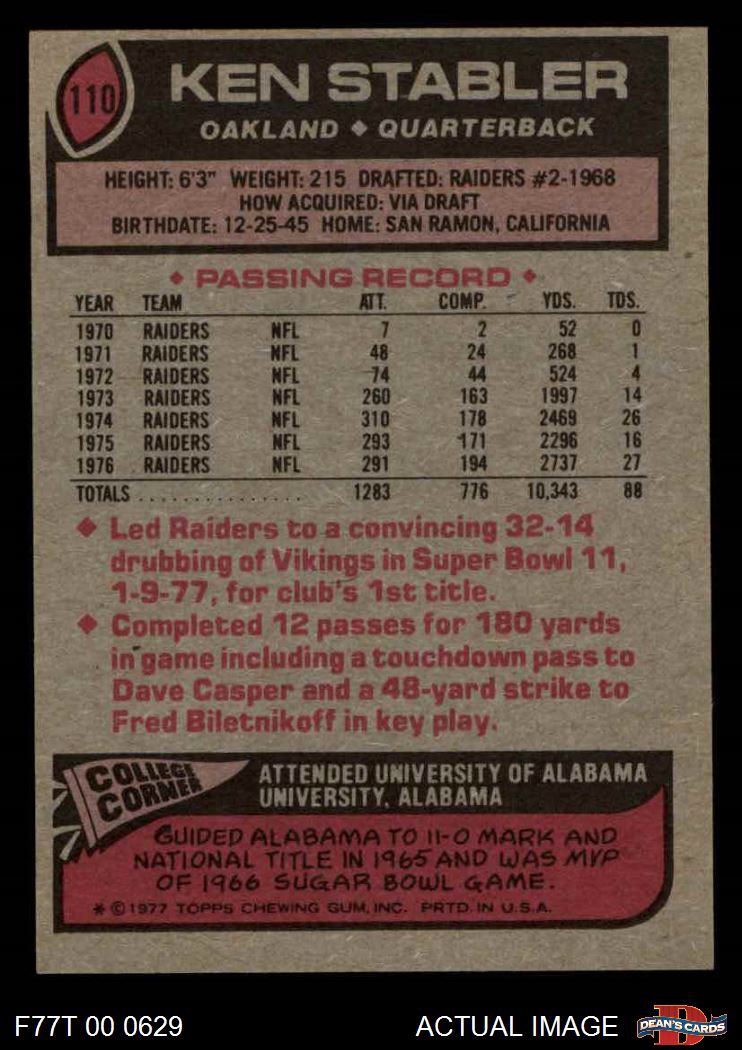 110
KEN STABLER
OAKLAND ◆ QUARTERBACK
HEIGHT: 6'3" WEIGHT: 215 DRAFTED: RAIDERS #2-1968
HOW ACQUIRED: VIA DRAFT
BIRTHDATE: 12-25-45 HOME: SAN RAMON, CALIFORNIA
◆ PASSING RECORD ◆
YEAR TEAM ATT. COMP. YDS. TDS.
1970 RAIDERS NFL 7 2 52 0
1971 RAIDERS NFL 48 24 268 1
1972 RAIDERS NFL 74 44 524 4
1973 RAIDERS NFL 260 163 1997 14
1974 RAIDERS NFL 310 178 2469 26
1975 RAIDERS NFL 293 171 2296 16
1976 RAIDERS NFL 291 194 2737 27
TOTALS ................ 1283 776 10,343 88
◆ Led Raiders to a convincing 32-14
drubbing of Vikings in Super Bowl 11,
1-9-77, for club's 1st title.
◆ Completed 12 passes for 180 yards
in game including a touchdown pass to
Dave Casper and a 48-yard strike to
Fred Biletnikoff in key play.
COLLEGE
CORNER
ATTENDED UNIVERSITY OF ALABAMA
UNIVERSITY, ALABAMA
GUIDED ALABAMA TO 11-0 MARK AND
NATIONAL TITLE IN 1965 AND WAS MVP
OF 1966 SUGAR BOWL GAME.
* © 1977 TOPPS CHEWING GUM, INC. PRTD. IN U.S.A.
F77T 00 0629 ACTUAL IMAGE
D
DEAN'S CARDS